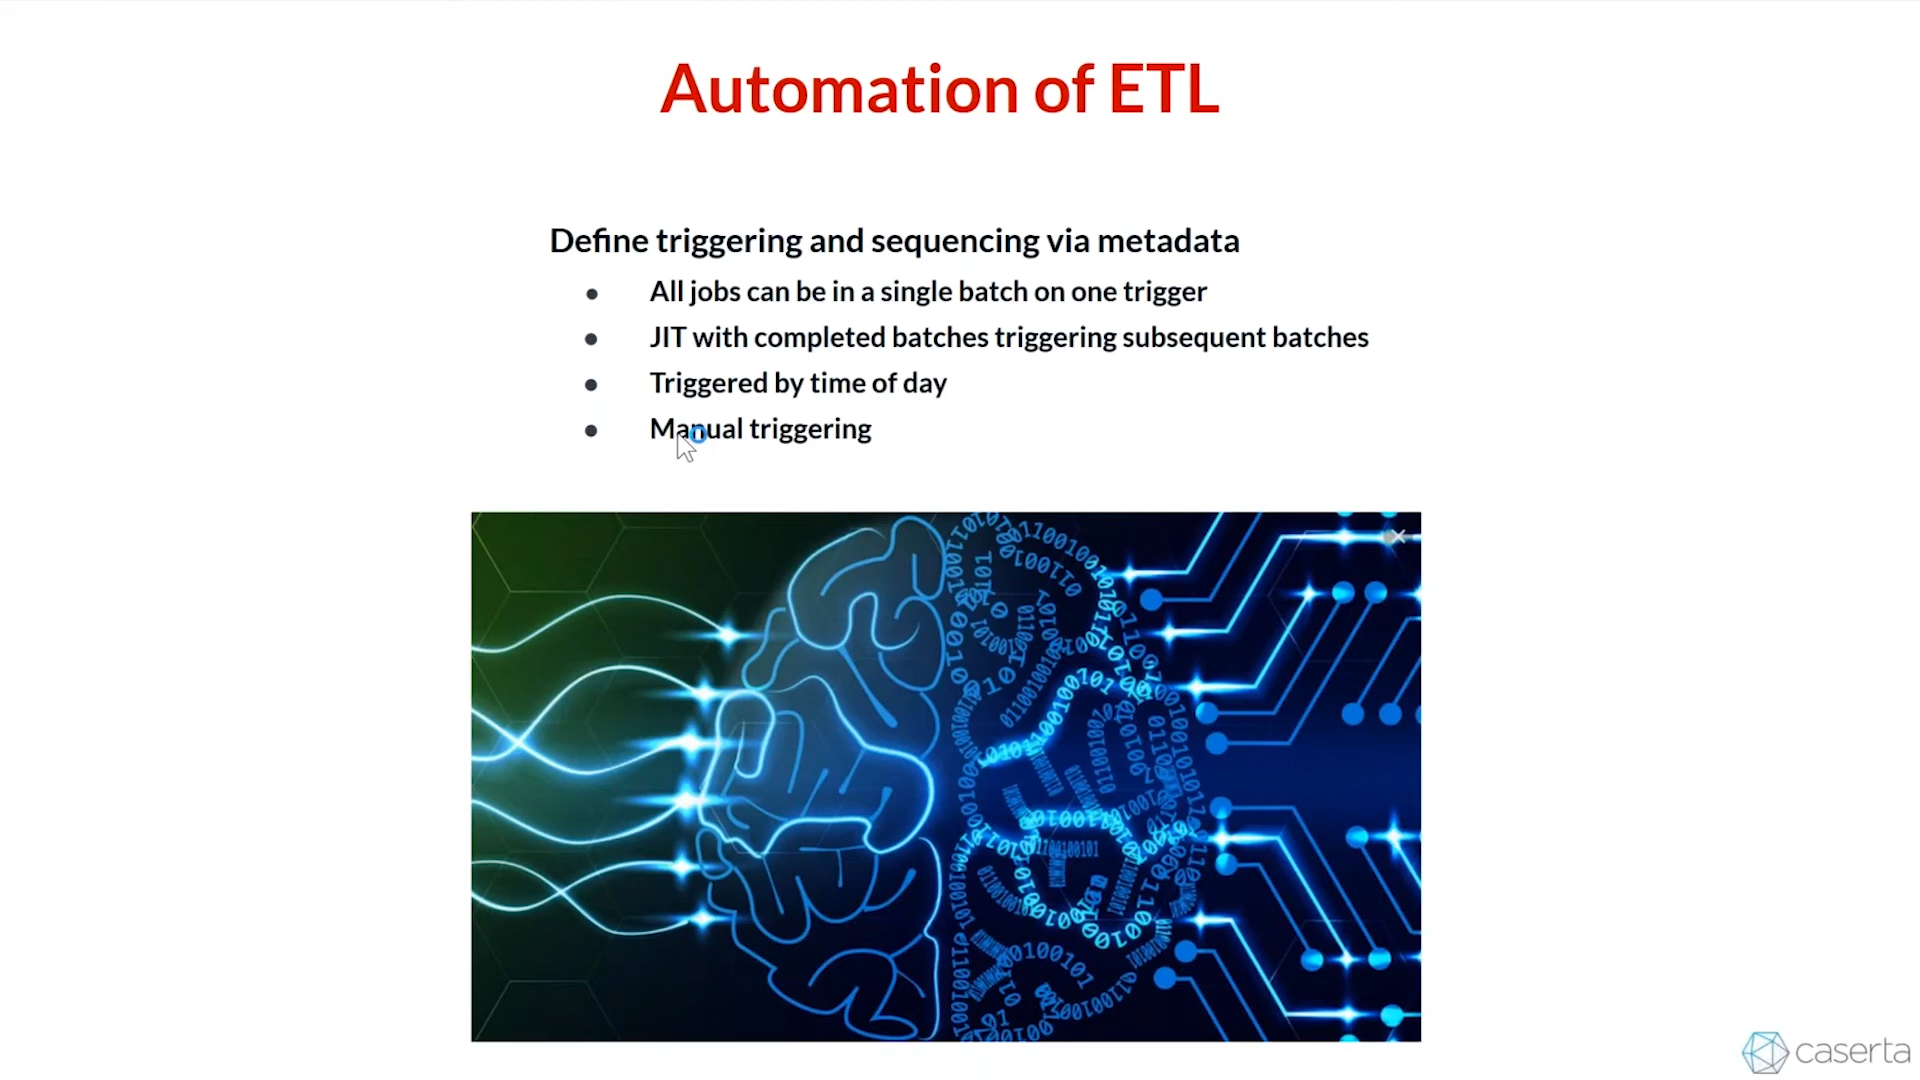 Automation of ETL
Define triggering and sequencing via metadata
● All jobs can be in a single batch on one trigger
● JIT with completed batches triggering subsequent batches
● Triggered by time of day
● Manual triggering
caserta